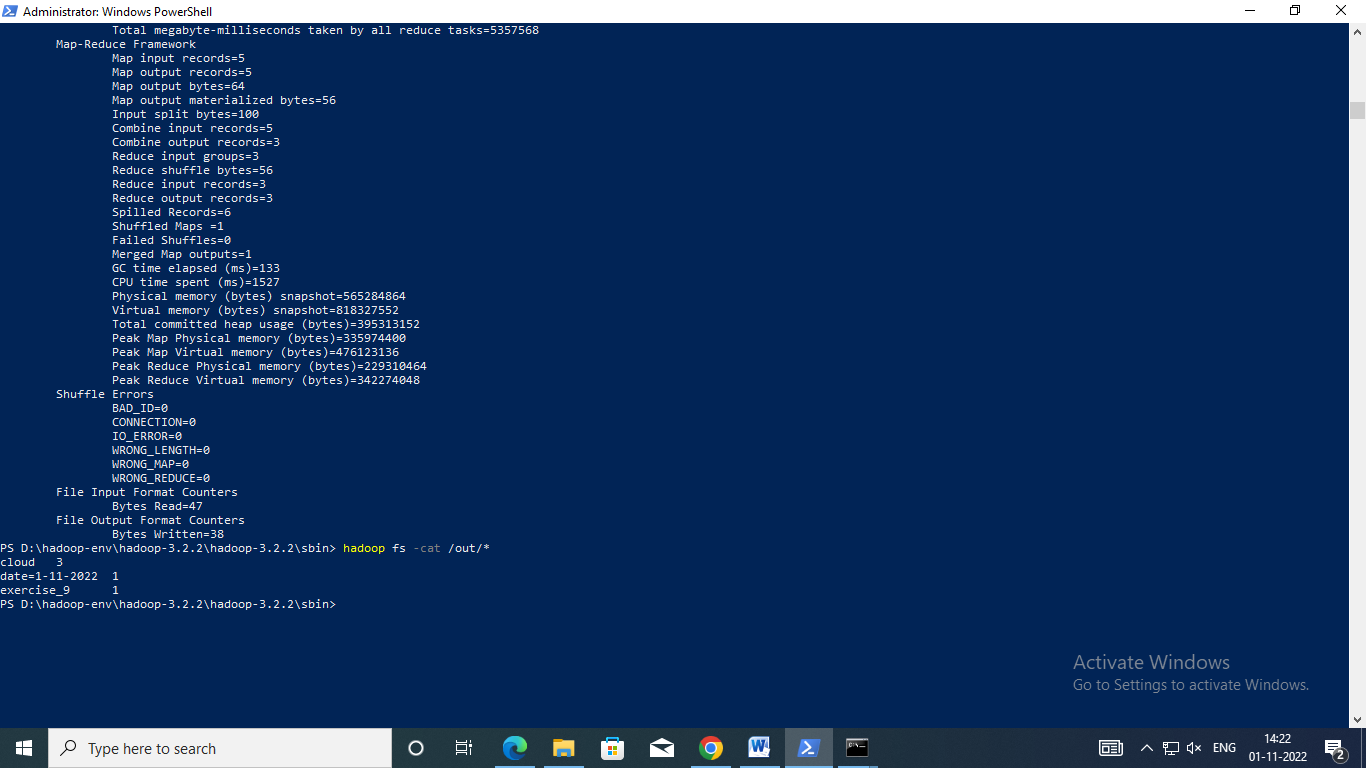 Administrator: Windows PowerShell
Total megabyte-milliseconds taken by all reduce tasks=5357568
Map-Reduce Framework
Map input records=5
Map output records=5
Map output bytes=64
Map output materialized bytes=56
Input split bytes=100
Combine input records=5
Combine output records=3
Reduce input groups=3
Reduce shuffle bytes=56
Reduce input records=3
Reduce output records=3
Spilled Records=6
Shuffled Maps =1
Failed Shuffles=0
Merged Map outputs=1
GC time elapsed (ms)=133
CPU time spent (ms)=1527
Physical memory (bytes) snapshot=565284864
Virtual memory (bytes) snapshot=818327552
Total committed heap usage (bytes)=395313152
Peak Map Physical memory (bytes)=335974400
Peak Map Virtual memory (bytes)=476123136
Peak Reduce Physical memory (bytes)=229310464
Peak Reduce Virtual memory (bytes)=342274048
Shuffle Errors
BAD_ID=0
CONNECTION=0
IO_ERROR=0
WRONG_LENGTH=0
WRONG_MAP=0
WRONG_REDUCE=0
File Input Format Counters
Bytes Read=47
File Output Format Counters
Bytes Written=38
PS D:\hadoop-env\hadoop-3.2.2\hadoop-3.2.2\sbin> hadoop fs -cat /out/*
cloud 3
date=1-11-2022 1
exercise_9 1
PS D:\hadoop-env\hadoop-3.2.2\hadoop-3.2.2\sbin>
Activate Windows
Go to Settings to activate Windows.
Type here to search
ENG
14:22
01-11-2022
2